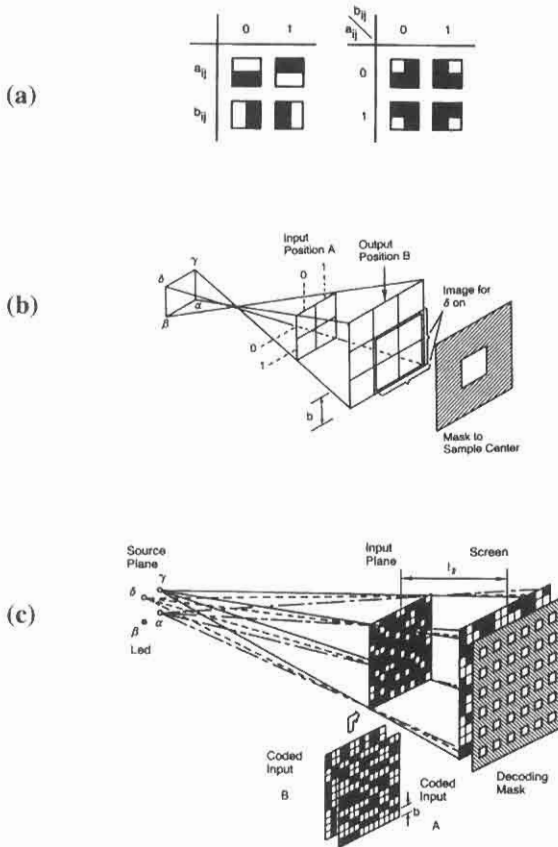 (a)
0 1
a_ij
b_ij
b_ij
a_ij
0 1
0
1
(b)
γ
δ
α
β
Input
Position A
0
1
0
1
Output
Position B
Image for
δ on
b
Mask to
Sample Center
(c)
Source
Plane
γ
δ
α
β
Led
Input
Plane
Screen
Coded
Input
B
Coded
Input
A
b
Decoding
Mask